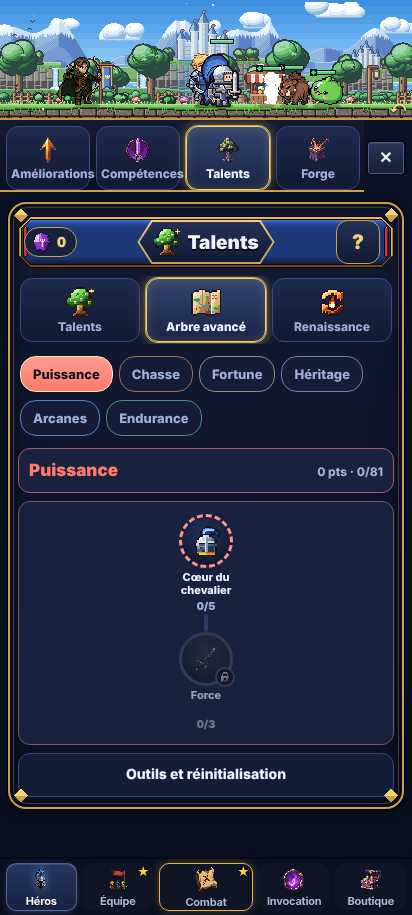 Améliorations
Compétences
Talents
Forge
×
0
Talents
?
Talents
Arbre avancé
Renaissance
Puissance
Chasse
Fortune
Héritage
Arcanes
Endurance
Puissance
0 pts · 0/81
Cœur du
chevalier
0/5
Force
0/3
Outils et réinitialisation
Héros
Équipe
Combat
Invocation
Boutique